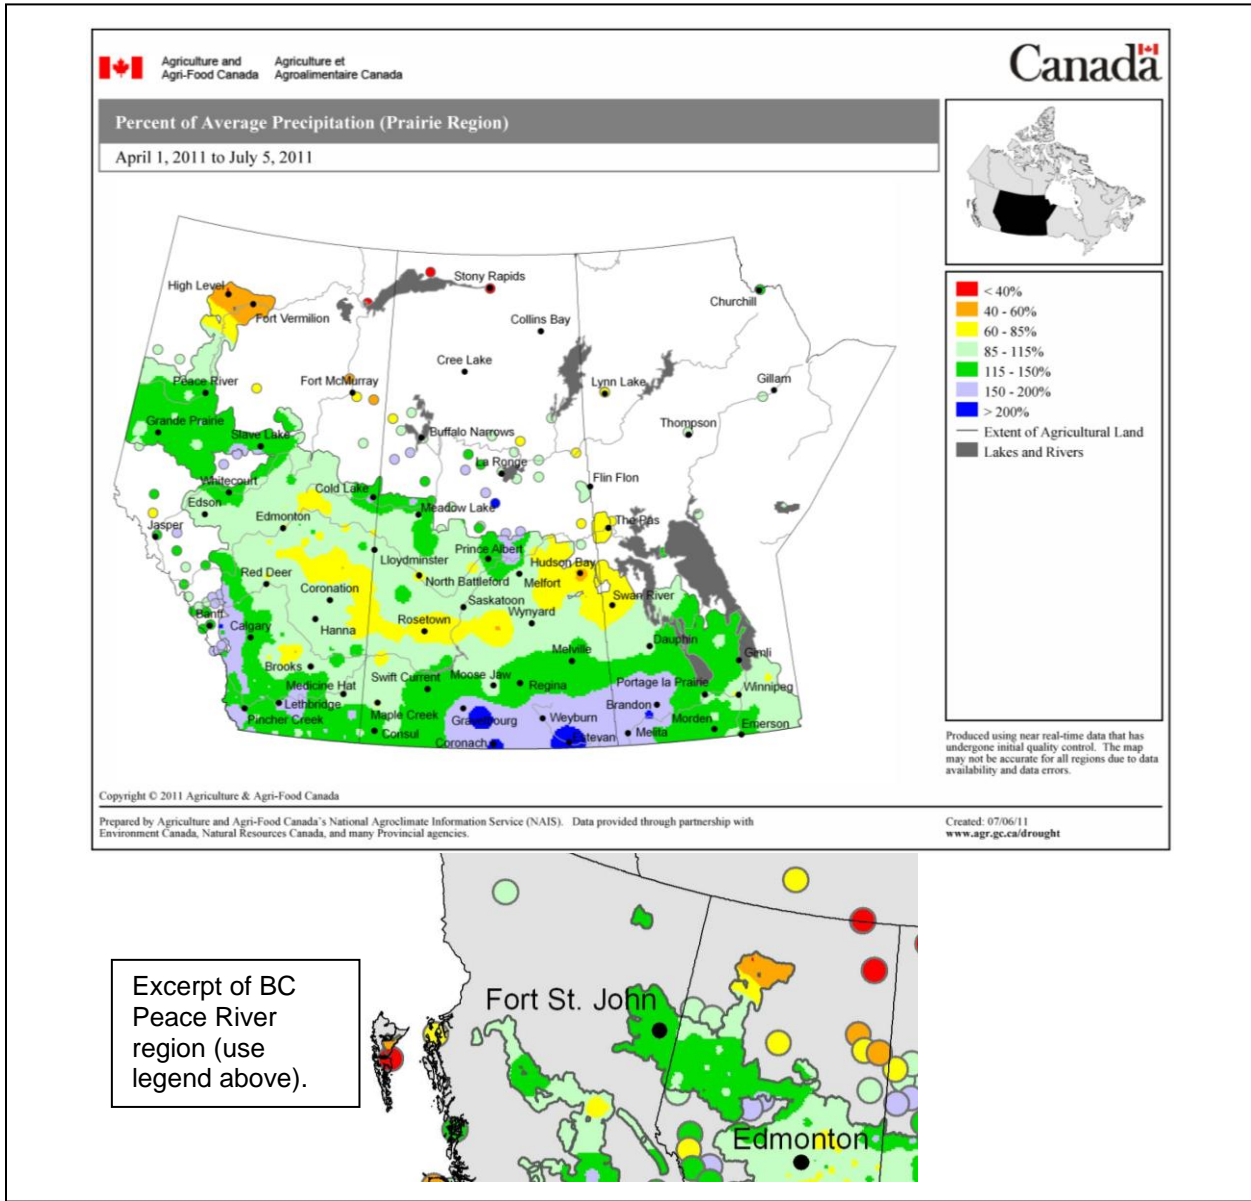 Agriculture and
Agri-Food Canada
Agriculture et
Agroalimentaire Canada
Canada
Percent of Average Precipitation (Prairie Region)
April 1, 2011 to July 5, 2011
High Level
Fort Vermilion
Stony Rapids
Churchill
Collins Bay
Cree Lake
Peace River
Fort McMurray
Lynn Lake
Gillam
Grande Prairie
Slave Lake
Buffalo Narrows
Thompson
La Ronge
Whitecourt
Cold Lake
Flin Flon
Edson
Meadow Lake
Edmonton
Jasper
The Pas
Lloydminster
Prince Albert
Hudson Bay
Red Deer
North Battleford
Melfort
Coronation
Saskatoon
Swan River
Banff
Calgary
Hanna
Rosetown
Wynyard
Dauphin
Melville
Gimli
Brooks
Swift Current
Moose Jaw
Regina
Portage la Prairie
Winnipeg
Medicine Hat
Lethbridge
Maple Creek
Gravelbourg
Weyburn
Brandon
Pincher Creek
Consul
Coronach
Estevan
Melita
Morden
Emerson
< 40%
40 - 60%
60 - 85%
85 - 115%
115 - 150%
150 - 200%
> 200%
Extent of Agricultural Land
Lakes and Rivers
Produced using near real-time data that has
undergone initial quality control. The map
may not be accurate for all regions due to data
availability and data errors.
Copyright © 2011 Agriculture & Agri-Food Canada
Prepared by Agriculture and Agri-Food Canada's National Agroclimate Information Service (NAIS). Data provided through partnership with
Environment Canada, Natural Resources Canada, and many Provincial agencies.
Created: 07/06/11
www.agr.gc.ca/drought
Excerpt of BC
Peace River
region (use
legend above).
Fort St. John
Edmonton